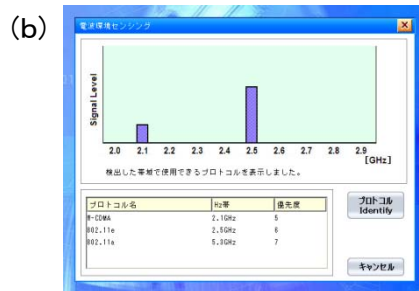 (b)
電波環境センシング
Signal Level
2.0 2.1 2.2 2.3 2.4 2.5 2.6 2.7 2.8 2.9
[GHz]
検出した帯域で使用できるプロトコルを表示しました。
プロトコル名 Hz帯 優先度
W-CDMA 2.1GHz 5
802.11e 2.5GHz 6
802.11a 5.3GHz 7
プロトコル
Identify
キャンセル